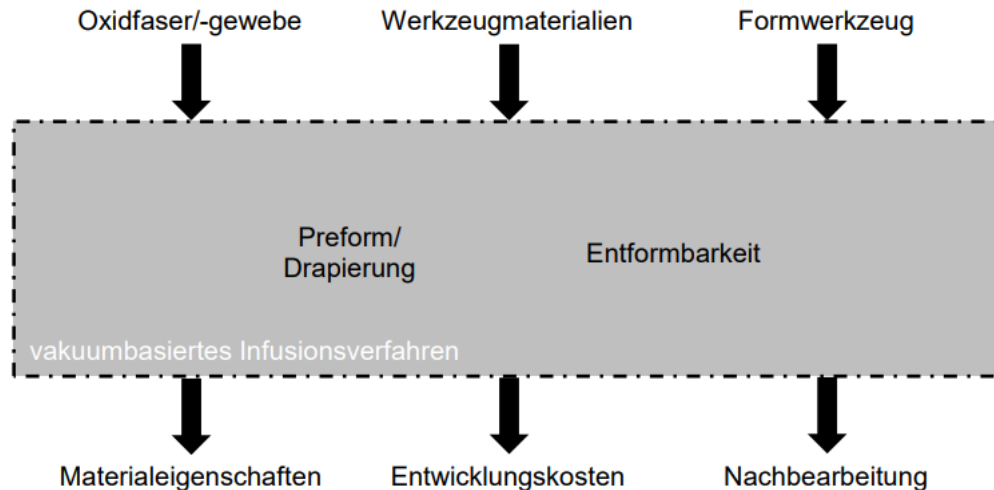 Oxidfaser/-gewebe
Werkzeugmaterialien
Formwerkzeug
Preform/
Drapierung
Entformbarkeit
vakuumbasiertes Infusionsverfahren
Materialeigenschaften
Entwicklungskosten
Nachbearbeitung